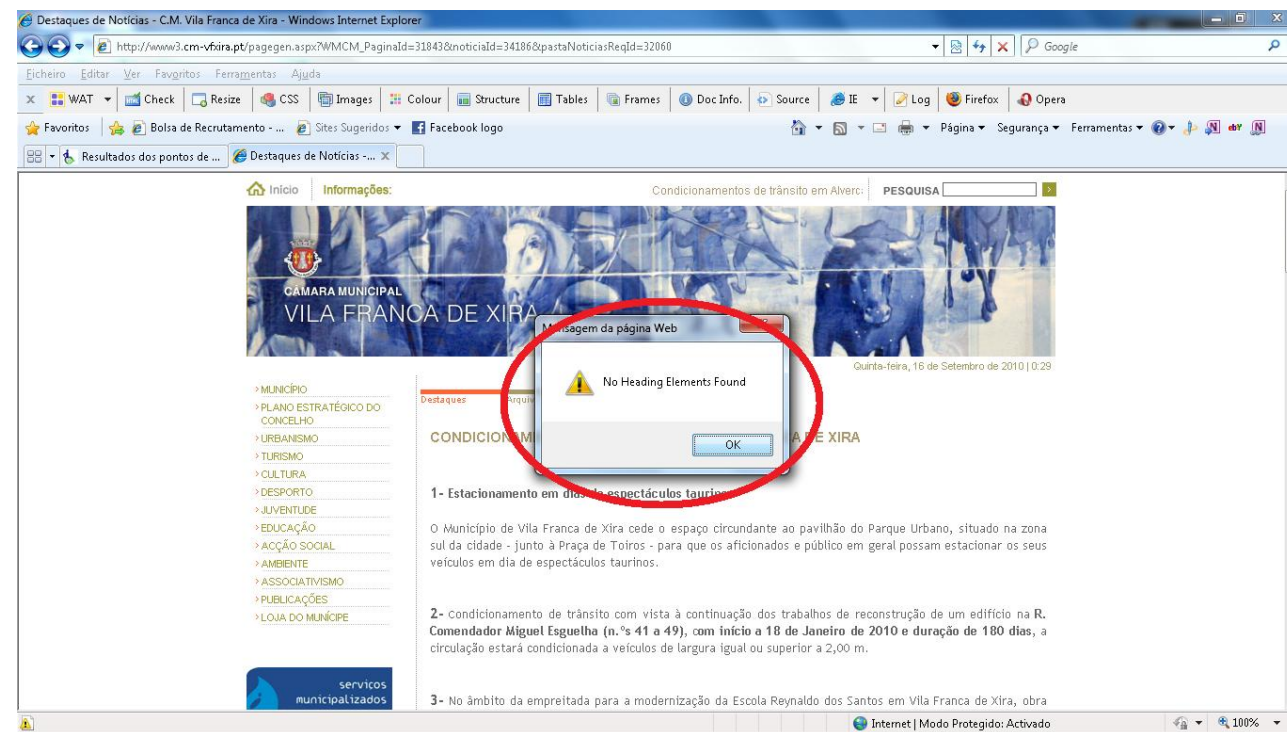 Destaques de Notícias - C.M. Vila Franca de Xira - Windows Internet Explorer
http://www3.cm-vfxira.pt/pagegen.aspx?WMCM_PaginaId=31843&noticiaId=34186&pastaNoticiasReqId=32060
Google
Ficheiro Editar Ver Favoritos Ferramentas Ajuda
x WAT Check Resize CSS Images Colour Structure Tables Frames Doc Info. Source IE Log Firefox Opera
Favoritos Bolsa de Recrutamento - ... Sites Sugeridos Facebook logo
Página Segurança Ferramentas
Resultados dos pontos de ... Destaques de Notícias -... X
Início Informações: Condicionamentos de trânsito em Alverc: PESQUISA
CÂMARA MUNICIPAL
VILA FRANCA DE XIRA
Quinta-feira, 16 de Setembro de 2010 | 0:29
Mensagem da página Web
No Heading Elements Found
OK
>MUNICÍPIO
>PLANO ESTRATÉGICO DO
CONCELHO
>URBANISMO
>TURISMO
>CULTURA
>DESPORTO
>JUVENTUDE
>EDUCAÇÃO
>ACÇÃO SOCIAL
>AMBIENTE
>ASSOCIATIVISMO
>PUBLICAÇÕES
>LOJA DO MUNÍCIPE
serviços
municipalizados
Destaques Arquiv
CONDICIONAM A DE XIRA
1- Estacionamento em dias de espectáculos taurinos
O Município de Vila Franca de Xira cede o espaço circundante ao pavilhão do Parque Urbano, situado na zona
sul da cidade - junto à Praça de Toiros - para que os aficionados e público em geral possam estacionar os seus
veículos em dia de espectáculos taurinos.
2- Condicionamento de trânsito com vista à continuação dos trabalhos de reconstrução de um edifício na R.
Comendador Miguel Esguelha (n.ºs 41 a 49), com início a 18 de Janeiro de 2010 e duração de 180 dias, a
circulação estará condicionada a veículos de largura igual ou superior a 2,00 m.
3- No âmbito da empreitada para a modernização da Escola Reynaldo dos Santos em Vila Franca de Xira, obra
Internet | Modo Protegido: Activado
100%